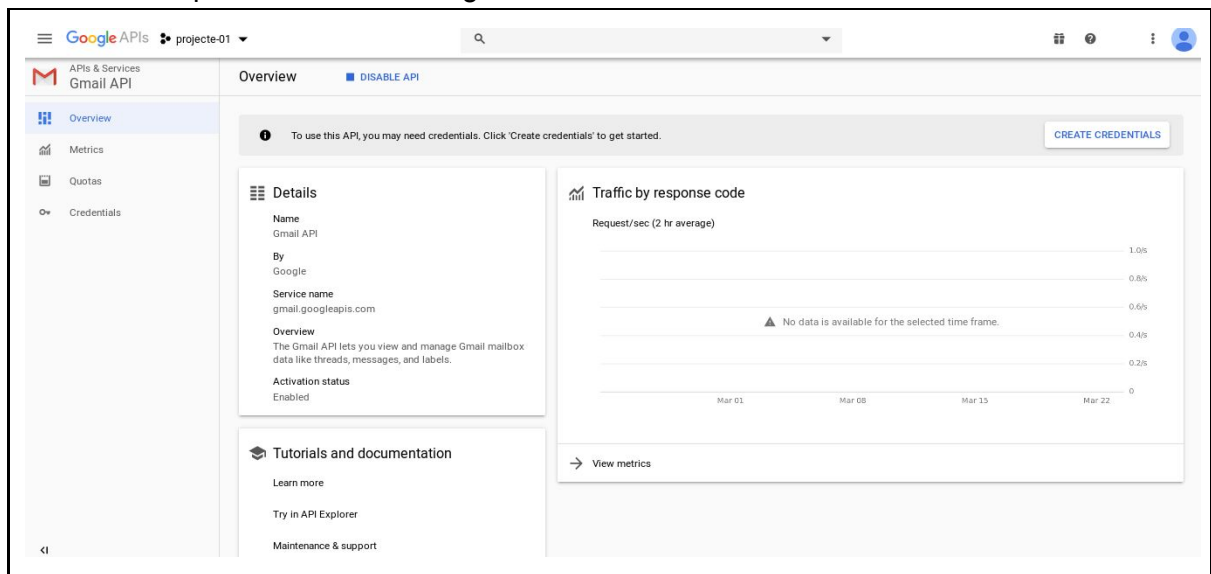 Google APIs projecte-01
APIs & Services
Gmail API
Overview
DISABLE API
Overview
Metrics
Quotas
Credentials
To use this API, you may need credentials. Click 'Create credentials' to get started.
CREATE CREDENTIALS
Details
Name
Gmail API
By
Google
Service name
gmail.googleapis.com
Overview
The Gmail API lets you view and manage Gmail mailbox
data like threads, messages, and labels.
Activation status
Enabled
Tutorials and documentation
Learn more
Try in API Explorer
Maintenance & support
Traffic by response code
Request/sec (2 hr average)
1.0/s
0.8/s
0.6/s
No data is available for the selected time frame.
0.4/s
0.2/s
0
Mar 01 Mar 08 Mar 15 Mar 22
View metrics